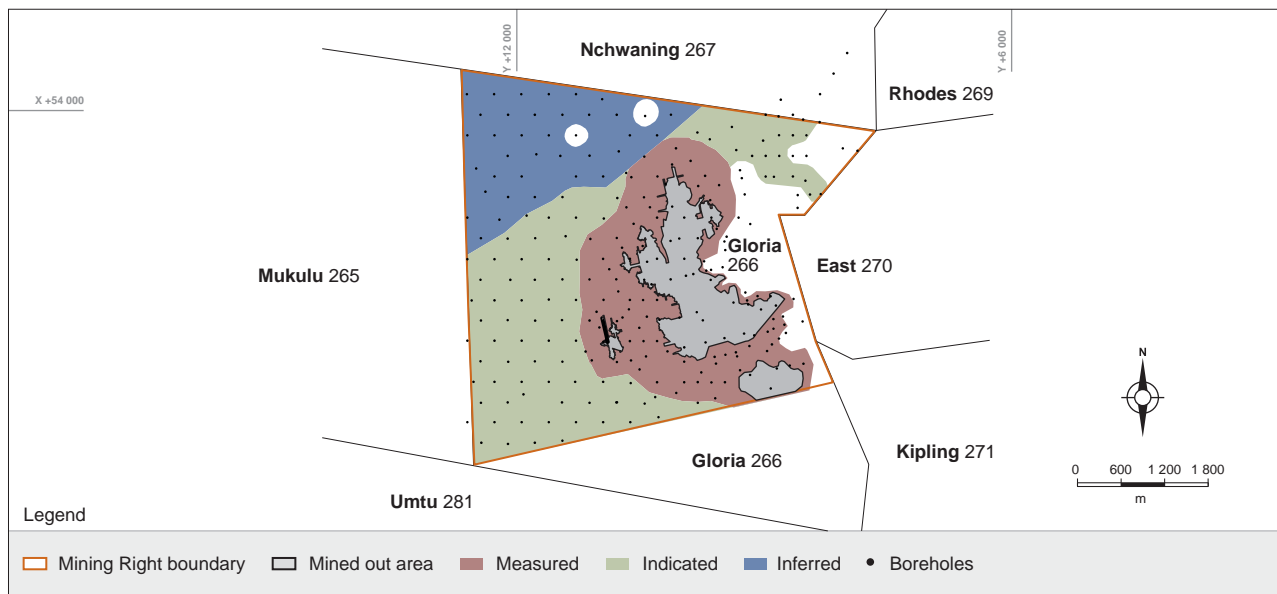 Y +12 000
Y +6 000
Nchwaning 267
Rhodes 269
X +54 000
Gloria
266
Mukulu 265
East 270
N
Gloria 266
Kipling 271
0 600 1 200 1 800
m
Umtu 281
Legend
Mining Right boundary Mined out area Measured Indicated Inferred Boreholes